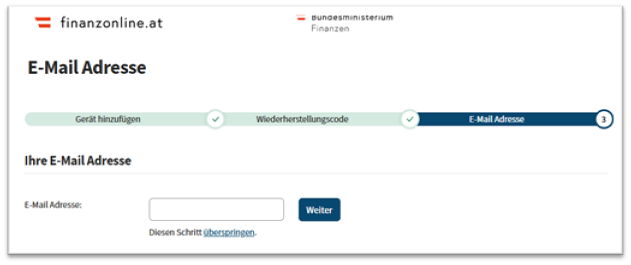 finanzonline.at
Bundesministerium
Finanzen
E-Mail Adresse
Gerät hinzufügen
Wiederherstellungscode
E-Mail Adresse
3
Ihre E-Mail Adresse
E-Mail Adresse:
Weiter
Diesen Schritt überspringen.